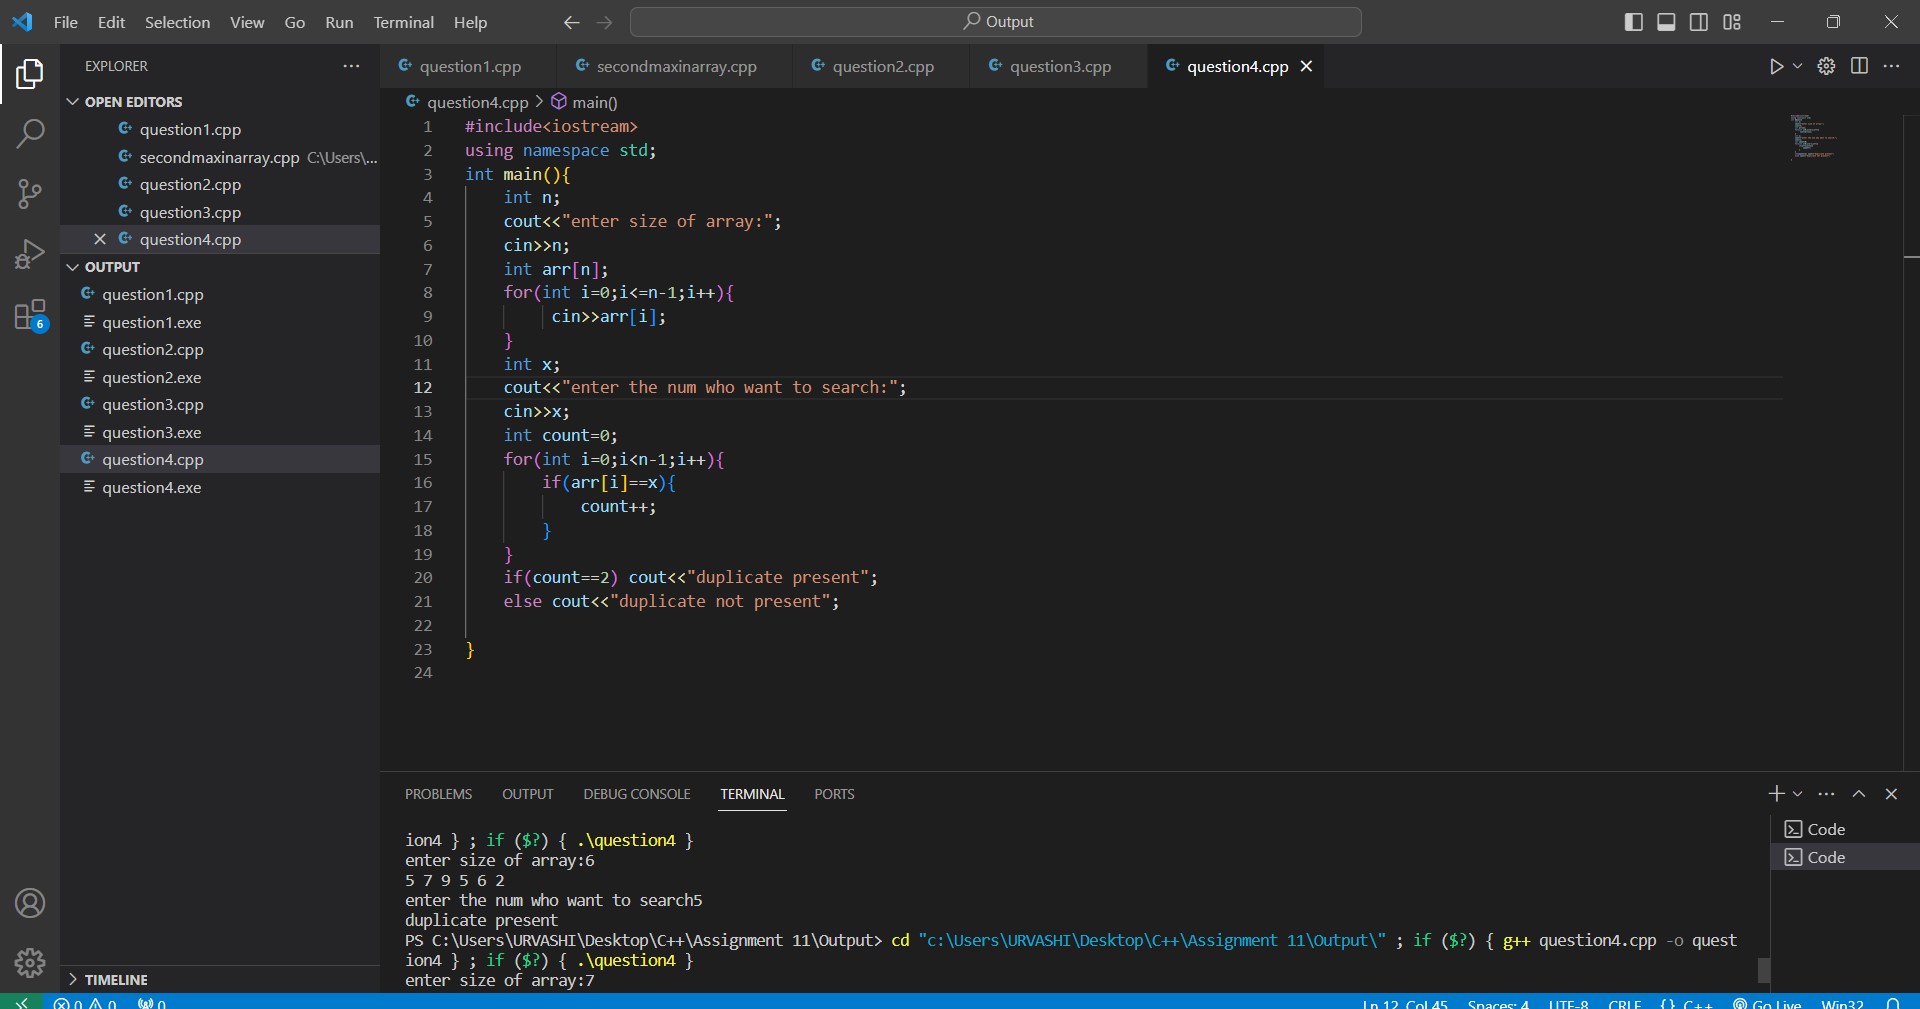 File Edit Selection View Go Run Terminal Help
Output
EXPLORER
OPEN EDITORS
question1.cpp
secondmaxinarray.cpp C:\Users\...
question2.cpp
question3.cpp
question4.cpp
OUTPUT
question1.cpp
question1.exe
question2.cpp
question2.exe
question3.cpp
question3.exe
question4.cpp
question4.exe
TIMELINE
6
question1.cpp secondmaxinarray.cpp question2.cpp question3.cpp question4.cpp
question4.cpp > main()
1 #include<iostream>
2 using namespace std;
3 int main(){
4 int n;
5 cout<<"enter size of array:";
6 cin>>n;
7 int arr[n];
8 for(int i=0;i<=n-1;i++){
9 cin>>arr[i];
10 }
11 int x;
12 cout<<"enter the num who want to search:";
13 cin>>x;
14 int count=0;
15 for(int i=0;i<n-1;i++){
16 if(arr[i]==x){
17 count++;
18 }
19 }
20 if(count==2) cout<<"duplicate present";
21 else cout<<"duplicate not present";
22
23 }
24
PROBLEMS OUTPUT DEBUG CONSOLE TERMINAL PORTS
ion4 } ; if ($?) { .\question4 }
enter size of array:6
5 7 9 5 6 2
enter the num who want to search5
duplicate present
PS C:\Users\URVASHI\Desktop\C++\Assignment 11\Output> cd "c:\Users\URVASHI\Desktop\C++\Assignment 11\Output\" ; if ($?) { g++ question4.cpp -o quest
ion4 } ; if ($?) { .\question4 }
enter size of array:7
Code
Code
0 0 0 Ln 12, Col 45 Spaces: 4 UTF-8 CRLF {} C++ Go Live Win32